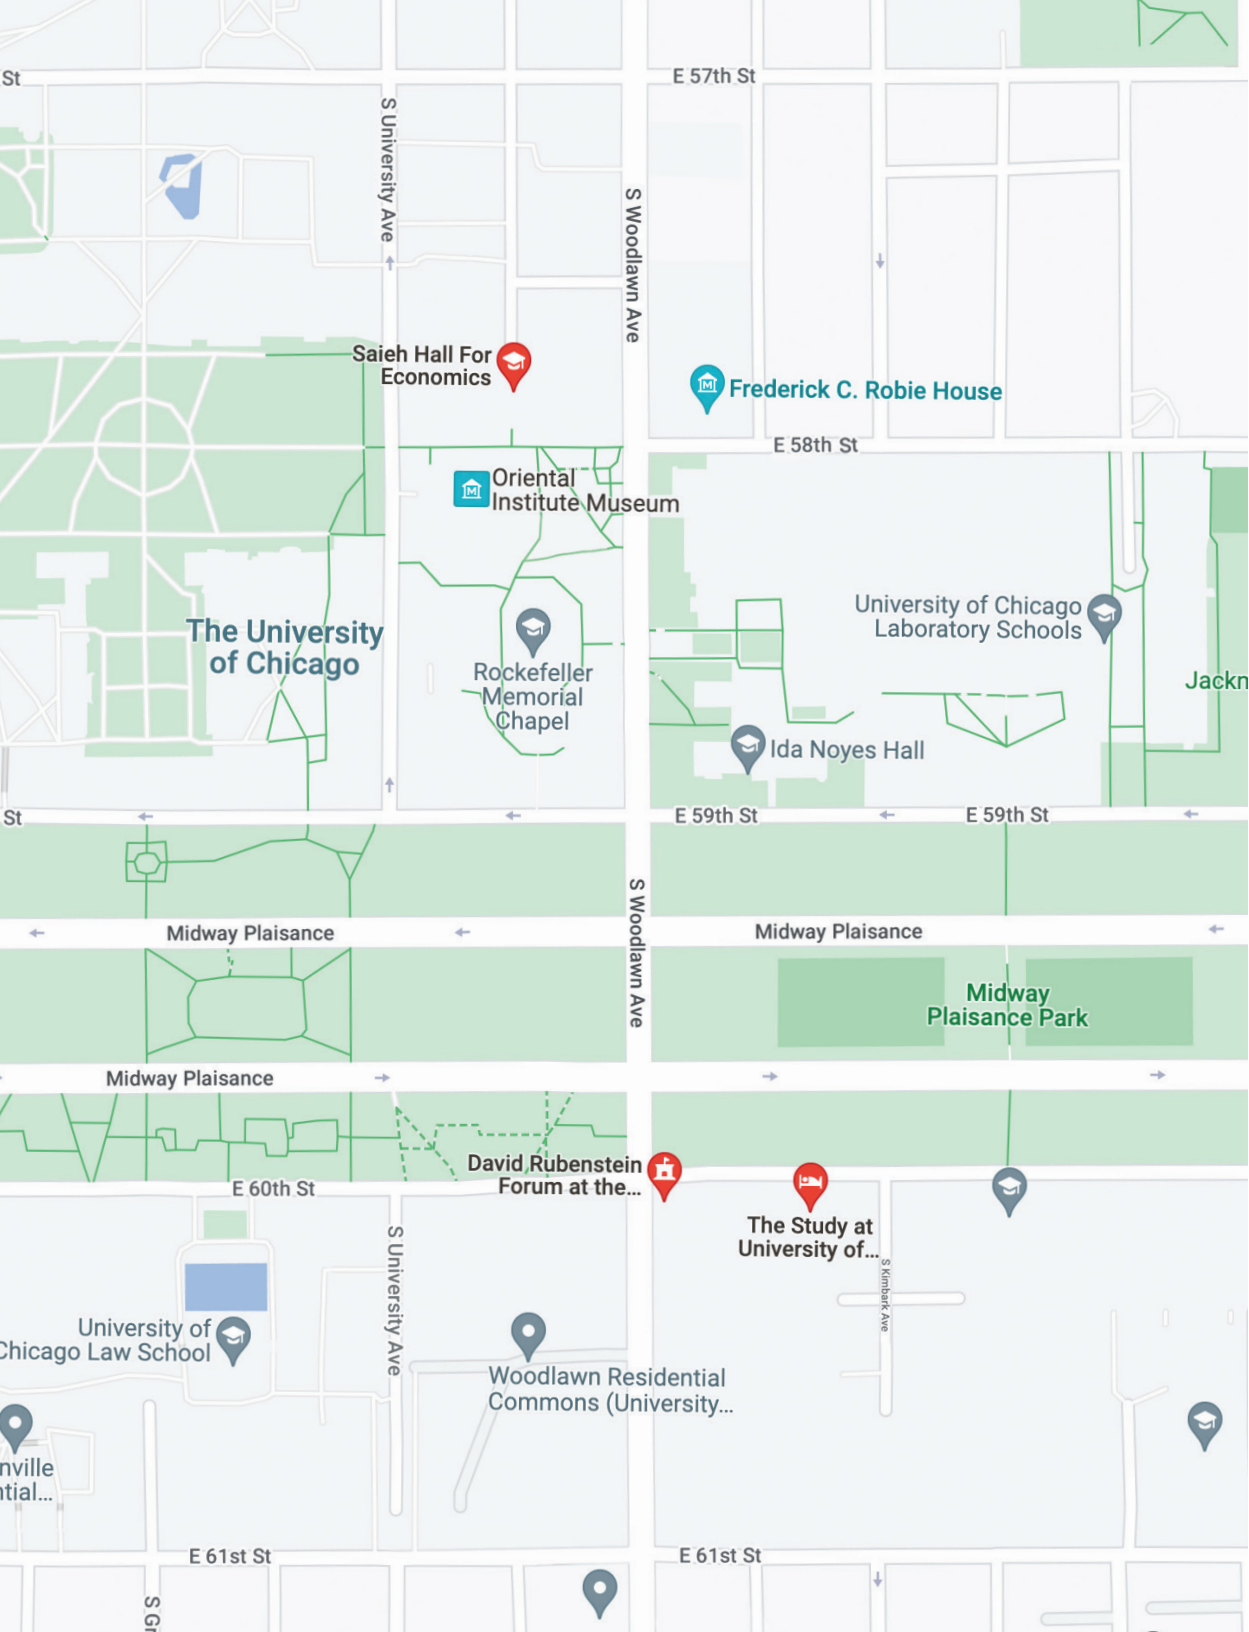 E 57th St
St
S University Ave
S Woodlawn Ave
Saieh Hall For
Economics
Frederick C. Robie House
E 58th St
Oriental
Institute Museum
University of Chicago
Laboratory Schools
The University
of Chicago
Rockefeller
Memorial
Chapel
Jackm
Ida Noyes Hall
St
E 59th St
E 59th St
S Woodlawn Ave
Midway Plaisance
Midway Plaisance
Midway
Plaisance Park
Midway Plaisance
David Rubenstein
Forum at the...
E 60th St
The Study at
University of...
S University Ave
S Kimbark Ave
University of
Chicago Law School
Woodlawn Residential
Commons (University...
nville
ntial...
E 61st St
E 61st St
S Gr